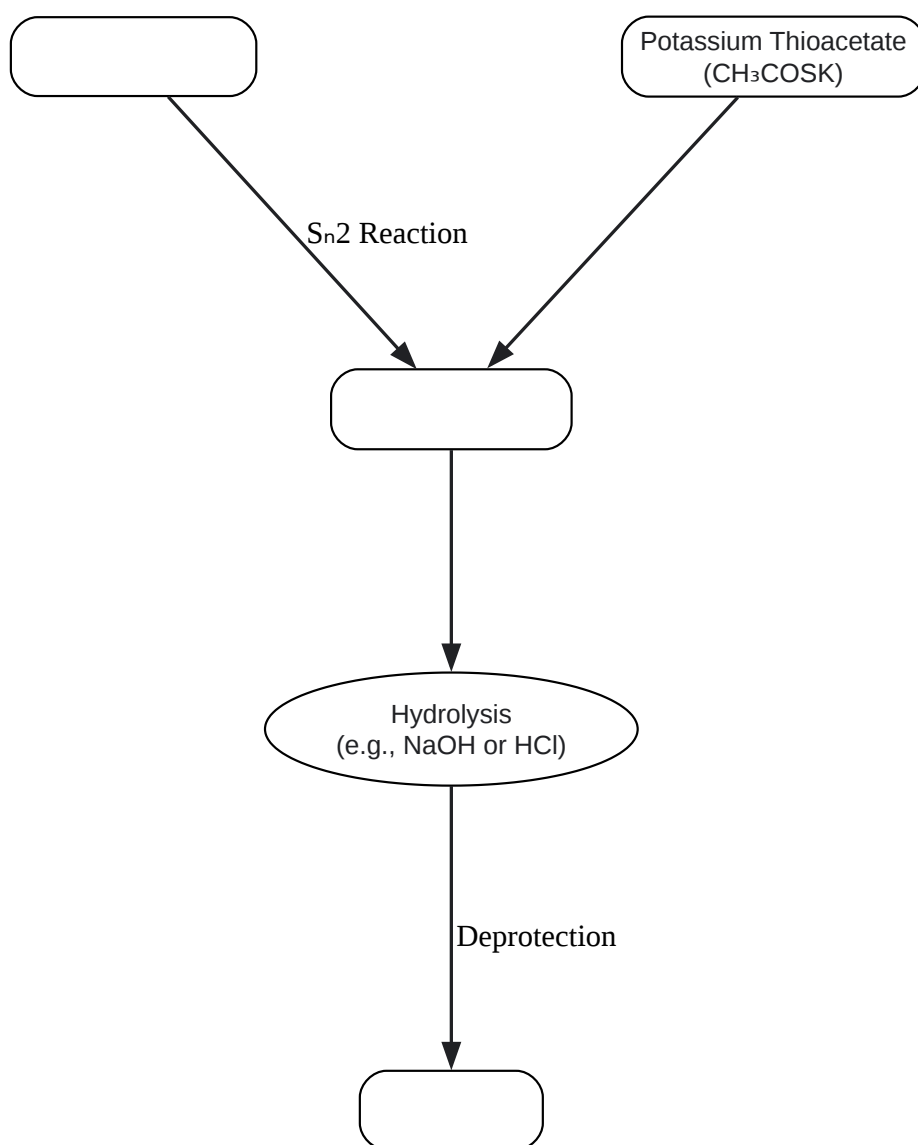 Potassium Thioacetate
(CH₃COSK)
Sₙ2 Reaction
Hydrolysis
(e.g., NaOH or HCl)
Deprotection